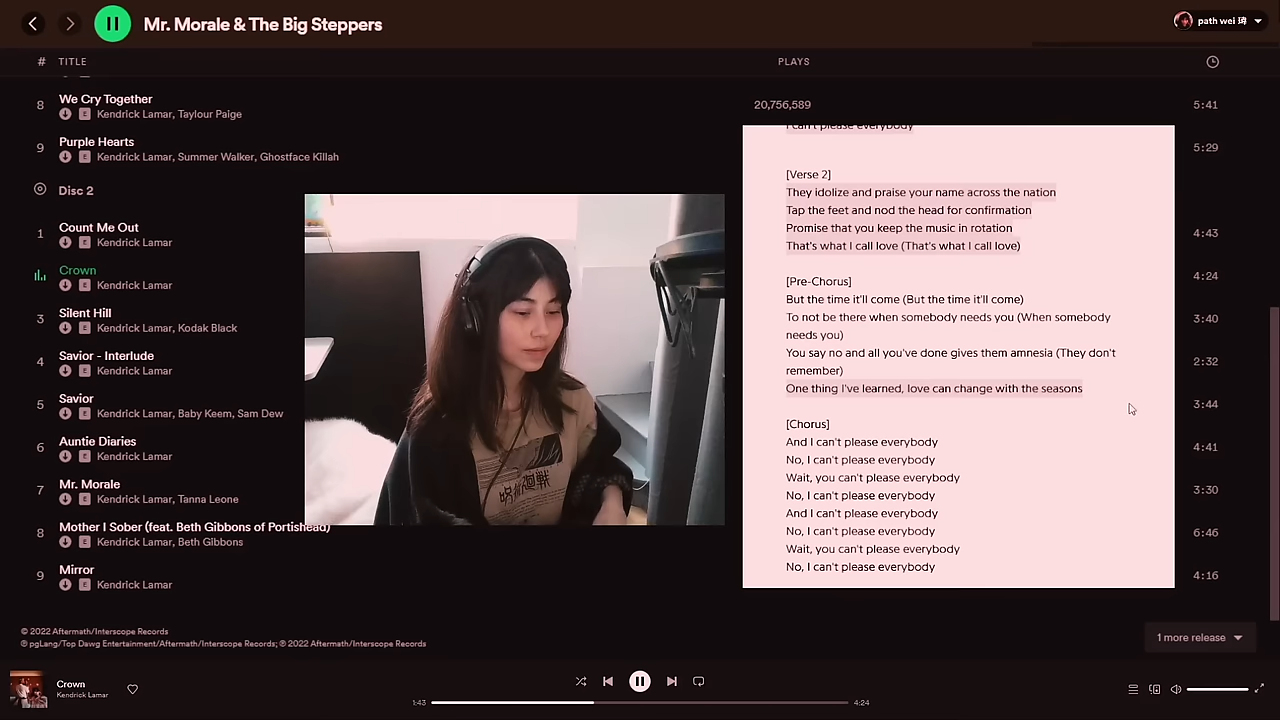 Mr. Morale & The Big Steppers
path wei 琦
# TITLE PLAYS
8 We Cry Together 20,756,589 5:41
E Kendrick Lamar, Taylour Paige
9 Purple Hearts 5:29
E Kendrick Lamar, Summer Walker, Ghostface Killah
Disc 2
1 Count Me Out 4:43
E Kendrick Lamar
Crown 4:24
E Kendrick Lamar
3 Silent Hill 3:40
E Kendrick Lamar, Kodak Black
4 Savior - Interlude 2:32
E Kendrick Lamar
5 Savior 3:44
E Kendrick Lamar, Baby Keem, Sam Dew
6 Auntie Diaries 4:41
E Kendrick Lamar
7 Mr. Morale 3:30
E Kendrick Lamar, Tanna Leone
8 Mother I Sober (feat. Beth Gibbons of Portishead) 6:46
E Kendrick Lamar, Beth Gibbons
9 Mirror 4:16
E Kendrick Lamar
呪術廻戦
I can't please everybody
[Verse 2]
They idolize and praise your name across the nation
Tap the feet and nod the head for confirmation
Promise that you keep the music in rotation
That's what I call love (That's what I call love)
[Pre-Chorus]
But the time it'll come (But the time it'll come)
To not be there when somebody needs you (When somebody
needs you)
You say no and all you've done gives them amnesia (They don't
remember)
One thing I've learned, love can change with the seasons
[Chorus]
And I can't please everybody
No, I can't please everybody
Wait, you can't please everybody
No, I can't please everybody
And I can't please everybody
No, I can't please everybody
Wait, you can't please everybody
No, I can't please everybody
© 2022 Aftermath/Interscope Records
℗ pgLang/Top Dawg Entertainment/Aftermath/Interscope Records; ℗ 2022 Aftermath/Interscope Records
1 more release
Crown
Kendrick Lamar
1:43 4:24